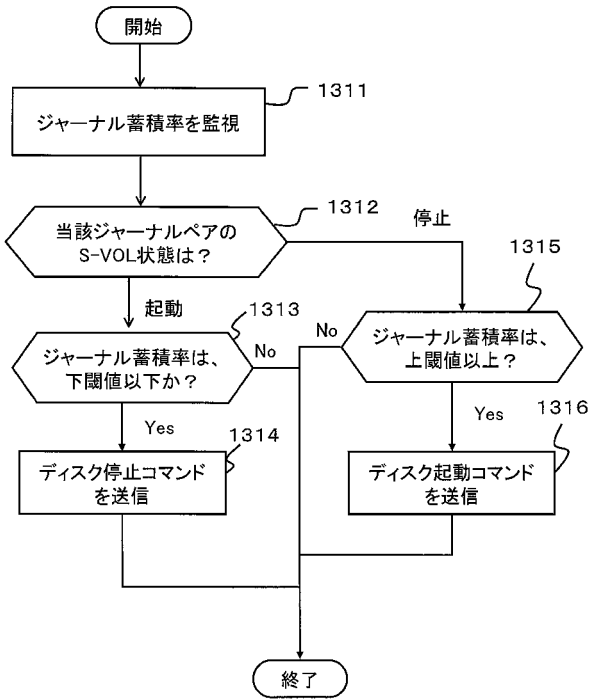 開始
1311
ジャーナル蓄積率を監視
1312
当該ジャーナルペアの
S-VOL状態は？
停止
起動
1315
1313
ジャーナル蓄積率は、
下閾値以下か？
No
No
ジャーナル蓄積率は、
上閾値以上？
Yes
1314
Yes
1316
ディスク停止コマンド
を送信
ディスク起動コマンド
を送信
終了